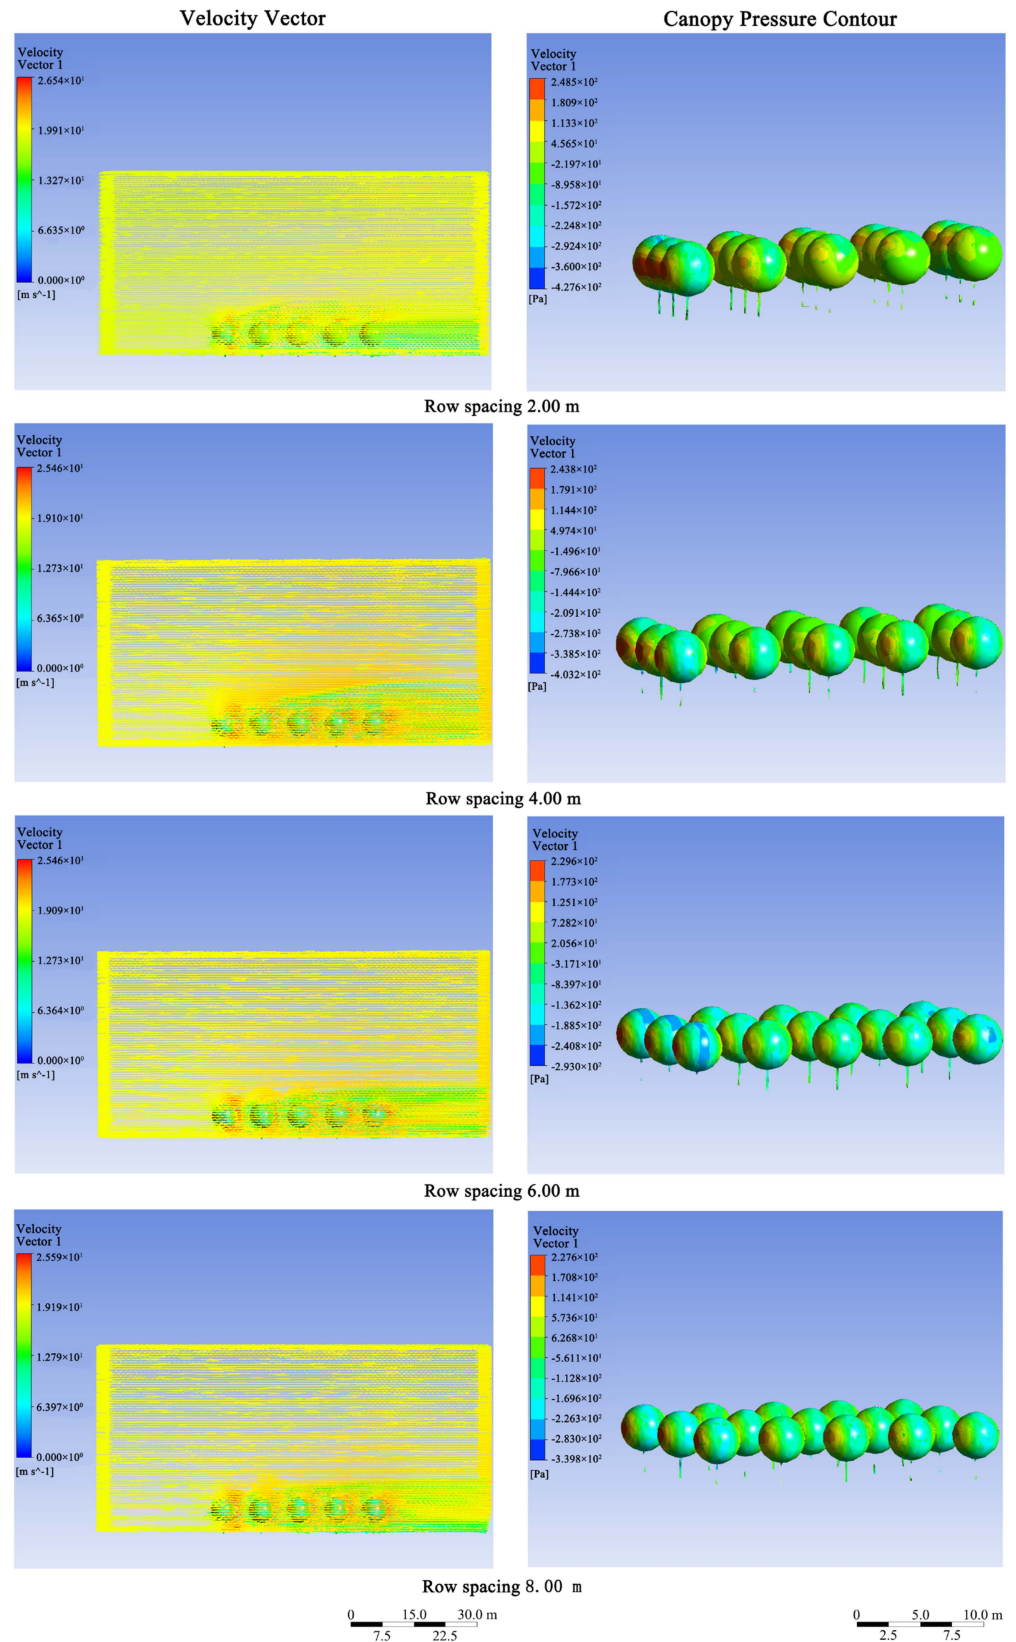 Velocity Vector
Canopy Pressure Contour
Velocity
Vector 1
2.654×10¹
1.991×10¹
1.327×10¹
6.635×10⁰
0.000×10⁰
[m s^-1]
Velocity
Vector 1
2.485×10²
1.809×10²
1.133×10²
4.565×10¹
-2.197×10¹
-8.958×10¹
-1.572×10²
-2.248×10²
-2.924×10²
-3.600×10²
-4.276×10²
[Pa]
Row spacing 2.00 m
Velocity
Vector 1
2.546×10¹
1.910×10¹
1.273×10¹
6.365×10⁰
0.000×10⁰
[m s^-1]
Velocity
Vector 1
2.438×10²
1.791×10²
1.144×10²
4.974×10¹
-1.496×10¹
-7.966×10¹
-1.444×10²
-2.091×10²
-2.738×10²
-3.385×10²
-4.032×10²
[Pa]
Row spacing 4.00 m
Velocity
Vector 1
2.546×10¹
1.909×10¹
1.273×10¹
6.364×10⁰
0.000×10⁰
[m s^-1]
Velocity
Vector 1
2.296×10²
1.773×10²
1.251×10²
7.282×10¹
2.056×10¹
-3.171×10¹
-8.397×10¹
-1.362×10²
-1.885×10²
-2.408×10²
-2.930×10²
[Pa]
Row spacing 6.00 m
Velocity
Vector 1
2.559×10¹
1.919×10¹
1.279×10¹
6.397×10⁰
0.000×10⁰
[m s^-1]
Velocity
Vector 1
2.276×10²
1.708×10²
1.141×10²
5.736×10¹
6.268×10¹
-5.611×10¹
-1.128×10²
-1.696×10²
-2.263×10²
-2.830×10²
-3.398×10²
[Pa]
Row spacing 8.00 m
0 15.0 30.0 m
7.5 22.5
0 5.0 10.0 m
2.5 7.5